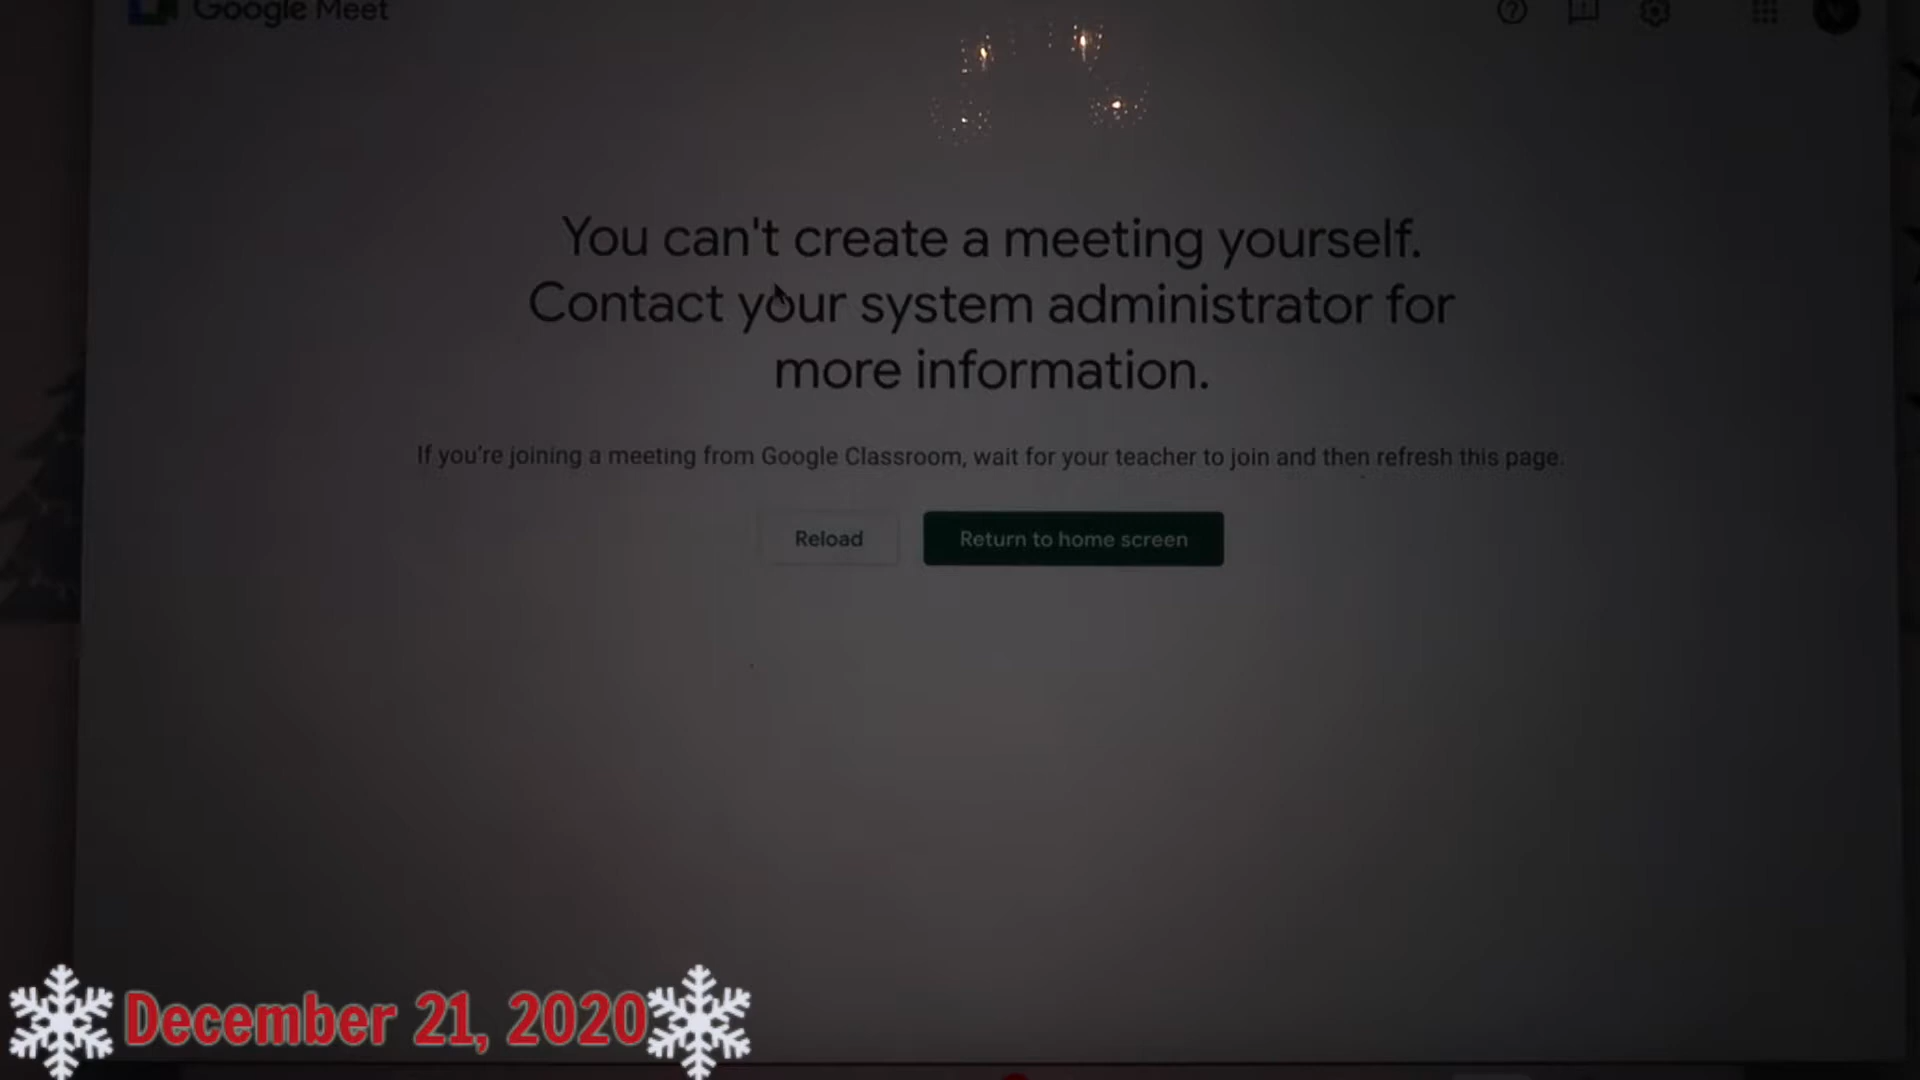 Google Meet
You can't create a meeting yourself.
Contact your system administrator for
more information.
If you're joining a meeting from Google Classroom, wait for your teacher to join and then refresh this page.
Reload
Return to home screen
December 21, 2020